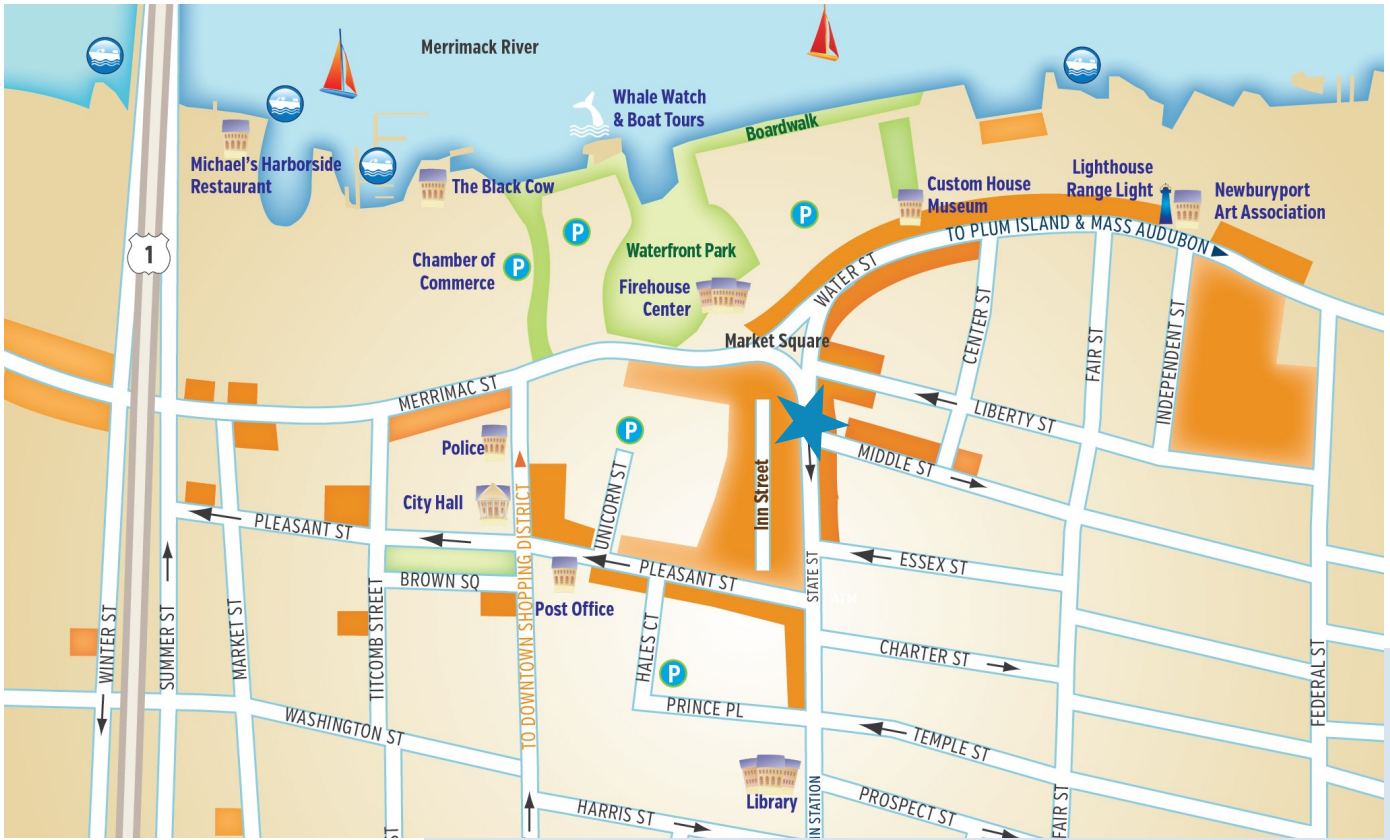 Merrimack River
Whale Watch
& Boat Tours
Boardwalk
Michael's Harborside
Restaurant
The Black Cow
Custom House
Museum
Lighthouse
Range Light
Newburyport
Art Association
1
P
P
P
Chamber of
Commerce
Waterfront Park
Firehouse
Center
TO PLUM ISLAND & MASS AUDUBON
WATER ST
Market Square
CENTER ST
FAIR ST
INDEPENDENT ST
MERRIMAC ST
LIBERTY ST
P
Police
MIDDLE ST
City Hall
Inn Street
UNICORN ST
PLEASANT ST
TO DOWNTOWN SHOPPING DISTRICT
ESSEX ST
BROWN SQ
PLEASANT ST
STATE ST
ATM
Post Office
WINTER ST
SUMMER ST
MARKET ST
TITCOMB STREET
HALES CT
CHARTER ST
FEDERAL ST
P
PRINCE PL
WASHINGTON ST
TEMPLE ST
Library
HARRIS ST
N STATION
PROSPECT ST
FAIR ST
ST